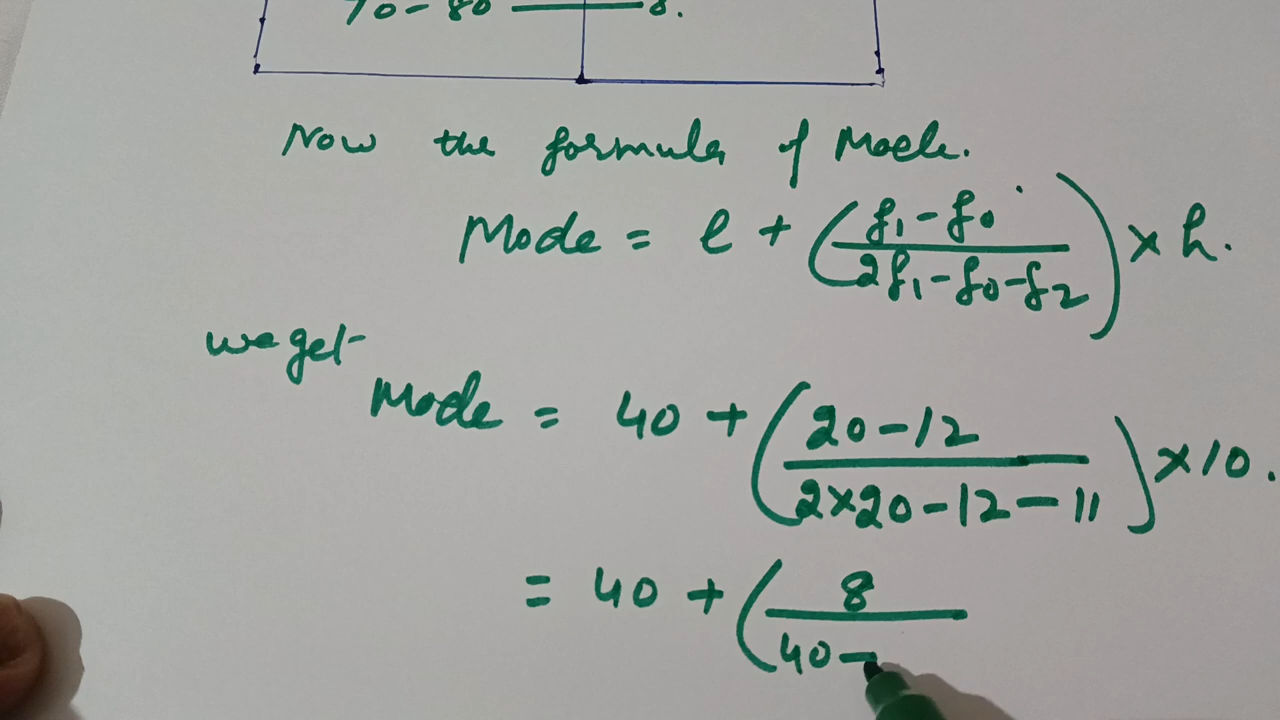 70-80 — 8.
Now the formula of Mode.
Mode = l + (f₁-f₀ / 2f₁-f₀-f₂) × h.
we get
Mode = 40 + (20-12 / 2×20-12-11) ×10.
= 40 + (8 / 40-